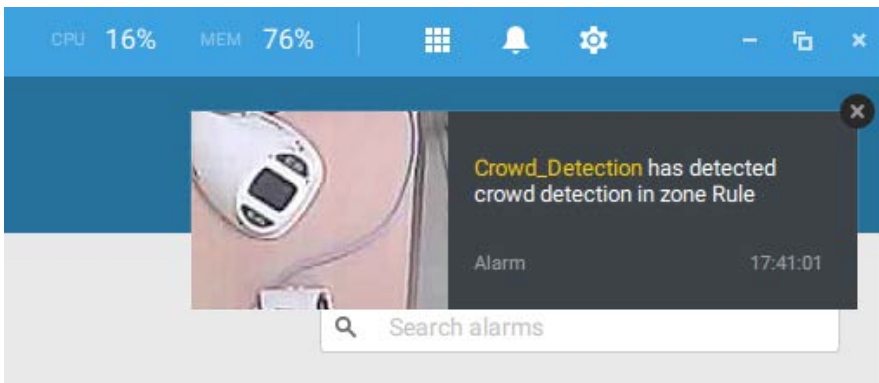 CPU 16% MEM 76%
Crowd_Detection has detected
crowd detection in zone Rule
Alarm 17:41:01
Search alarms